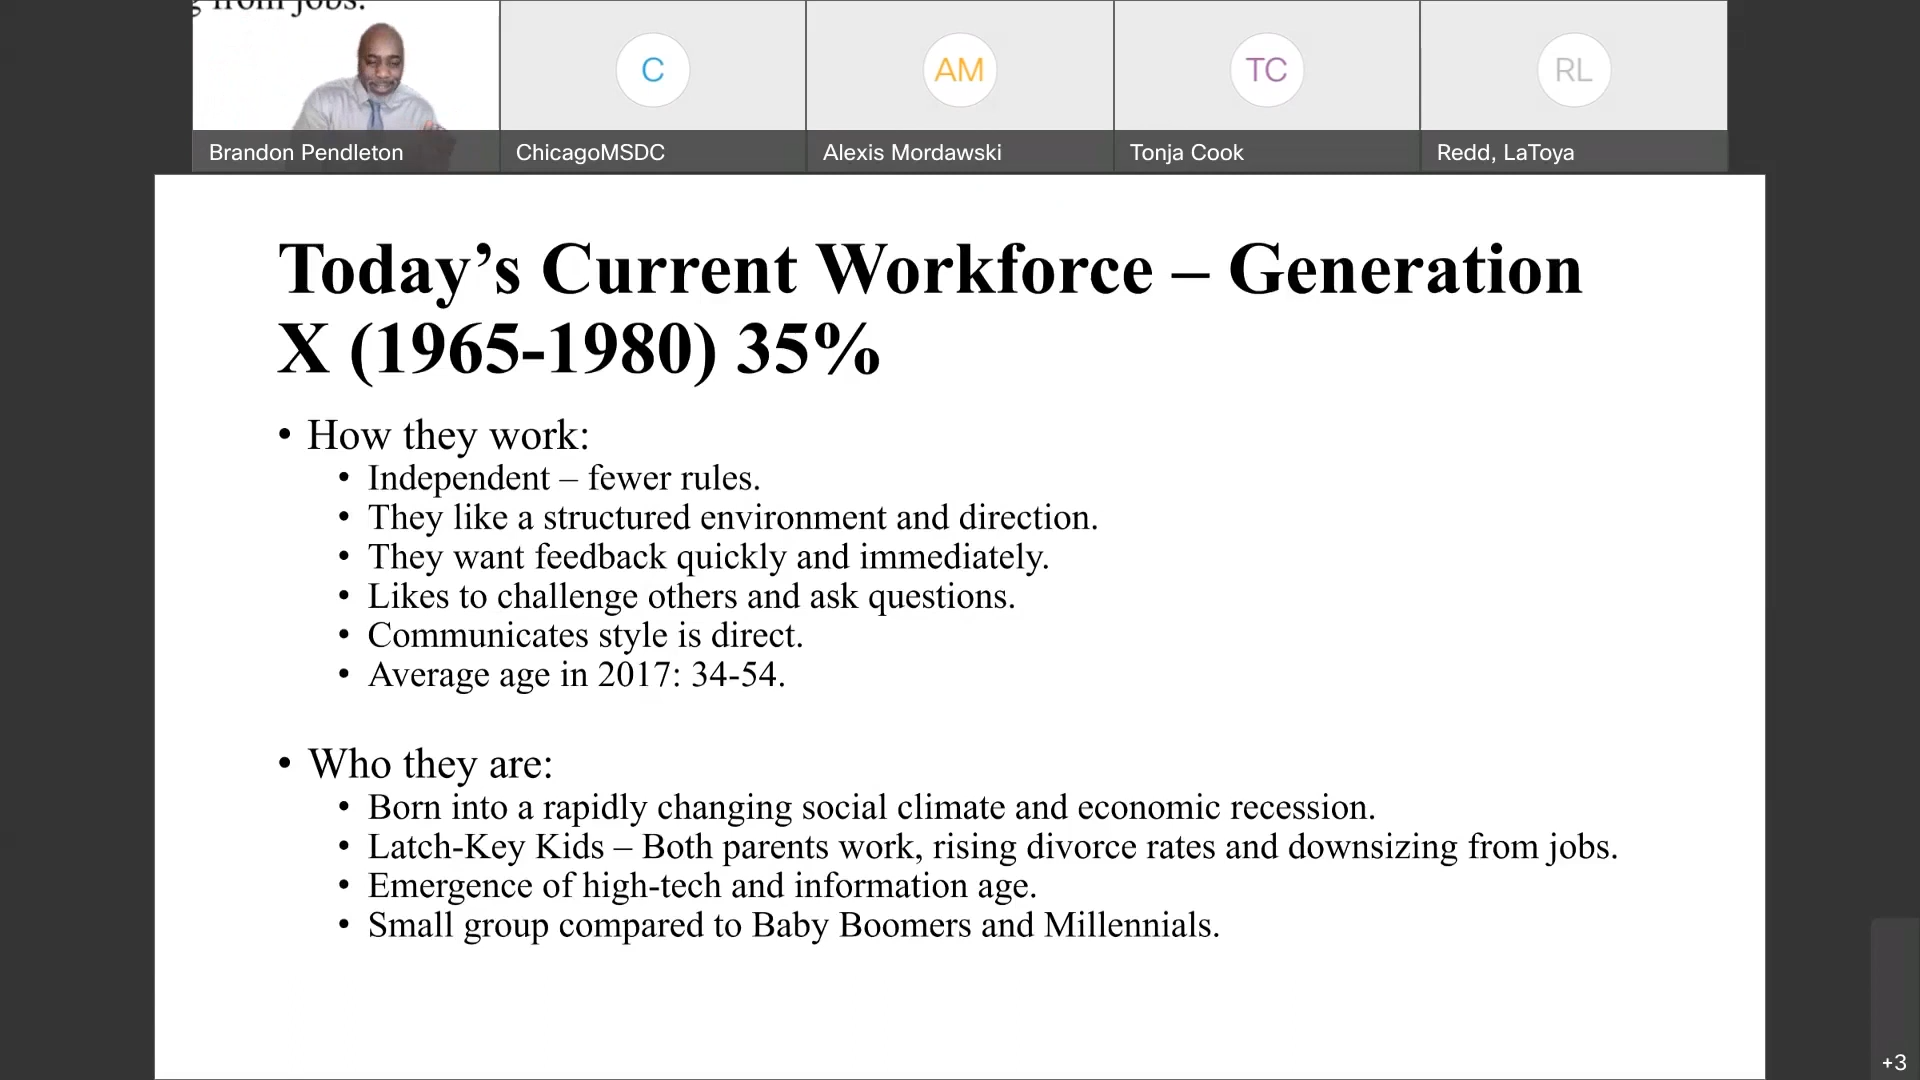 from jobs.
C
AM
TC
RL
Brandon Pendleton
ChicagoMSDC
Alexis Mordawski
Tonja Cook
Redd, LaToya
Today’s Current Workforce – Generation
X (1965-1980) 35%
• How they work:
• Independent – fewer rules.
• They like a structured environment and direction.
• They want feedback quickly and immediately.
• Likes to challenge others and ask questions.
• Communicates style is direct.
• Average age in 2017: 34-54.
• Who they are:
• Born into a rapidly changing social climate and economic recession.
• Latch-Key Kids – Both parents work, rising divorce rates and downsizing from jobs.
• Emergence of high-tech and information age.
• Small group compared to Baby Boomers and Millennials.
+3